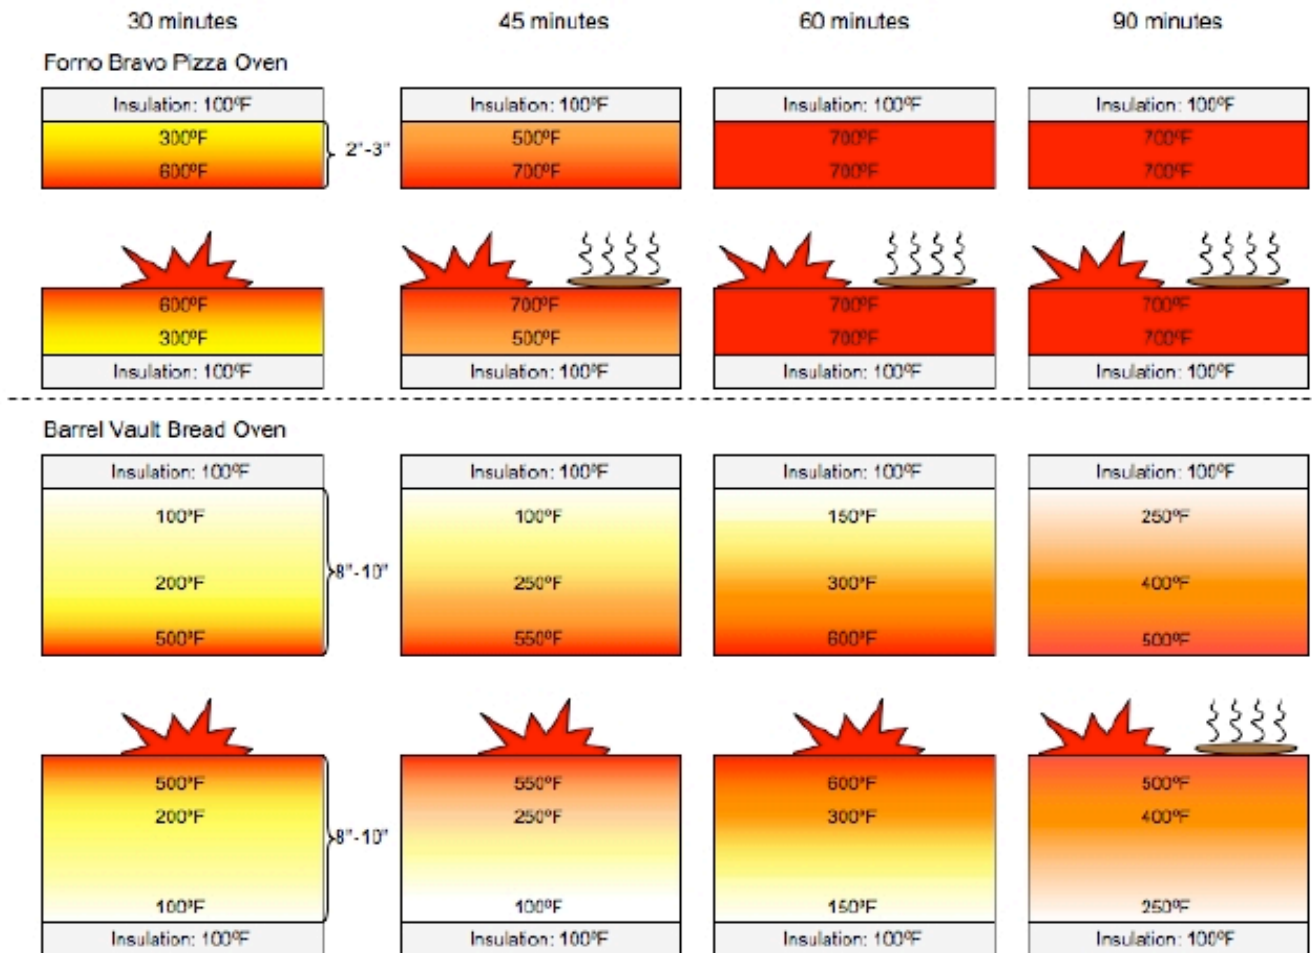 30 minutes 45 minutes 60 minutes 90 minutes
Forno Bravo Pizza Oven
Insulation: 100ºF Insulation: 100ºF Insulation: 100ºF Insulation: 100ºF
300ºF 500ºF 700ºF 700ºF
2"-3"
600ºF 700ºF 700ºF 700ºF
600ºF 700ºF 700ºF 700ºF
300ºF 500ºF 700ºF 700ºF
Insulation: 100ºF Insulation: 100ºF Insulation: 100ºF Insulation: 100ºF
Barrel Vault Bread Oven
Insulation: 100ºF Insulation: 100ºF Insulation: 100ºF Insulation: 100ºF
100ºF 100ºF 150ºF 250ºF
8"-10"
200ºF 250ºF 300ºF 400ºF
500ºF 550ºF 600ºF 500ºF
500ºF 550ºF 600ºF 500ºF
200ºF 250ºF 300ºF 400ºF
8"-10"
100ºF 100ºF 150ºF 250ºF
Insulation: 100ºF Insulation: 100ºF Insulation: 100ºF Insulation: 100ºF